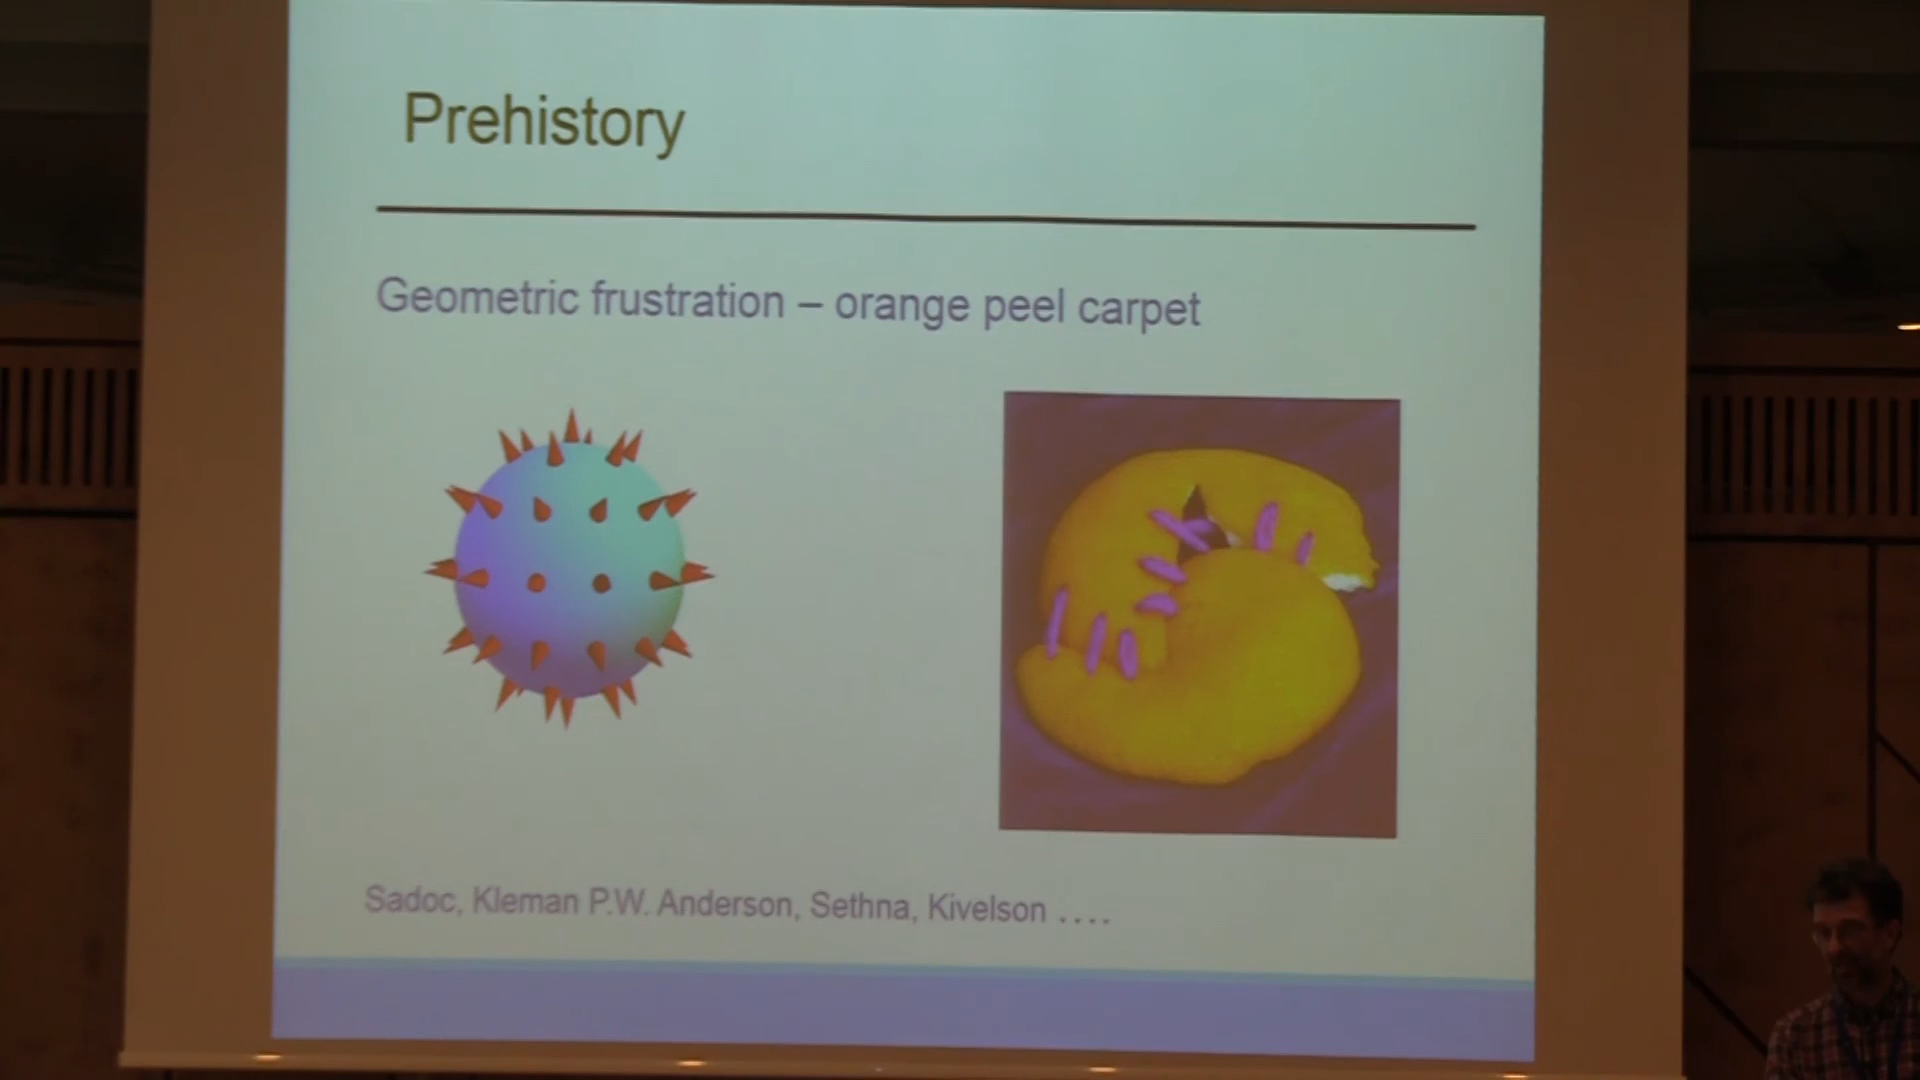 Prehistory
Geometric frustration – orange peel carpet
Sadoc, Kleman P.W. Anderson, Sethna, Kivelson ....